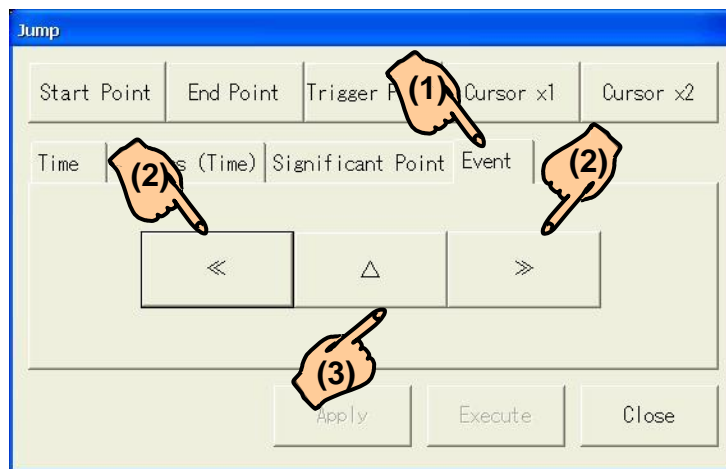 Jump
(1)
Start Point End Point Trigger P Cursor x1 Cursor x2
(2) (2)
Time s (Time) Significant Point Event
≪ △ ≫
(3)
Apply Execute Close